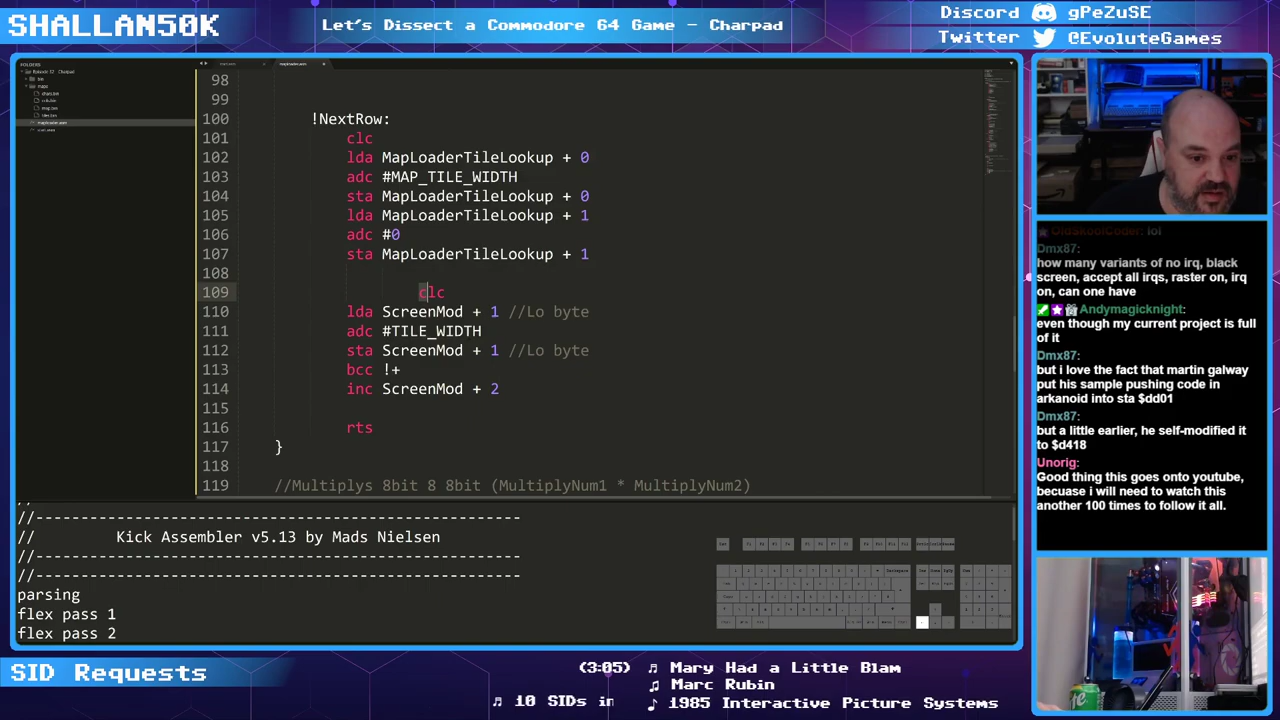 SHALLAN50K
Let's Dissect a Commodore 64 Game - Charpad
Discord gPeZuSE
Twitter @EvoluteGames
FOLDERS
98
99
100 !NextRow:
101 clc
102 lda MapLoaderTileLookup + 0
103 adc #MAP_TILE_WIDTH
104 sta MapLoaderTileLookup + 0
105 lda MapLoaderTileLookup + 1
106 adc #0
107 sta MapLoaderTileLookup + 1
108
109 clc
110 lda ScreenMod + 1 //Lo byte
111 adc #TILE_WIDTH
112 sta ScreenMod + 1 //Lo byte
113 bcc !+
114 inc ScreenMod + 2
115
116 rts
117 }
118
119 //Multiplys 8bit 8 8bit (MultiplyNum1 * MultiplyNum2)
//--------------------------------------------------
// Kick Assembler v5.13 by Mads Nielsen
//--------------------------------------------------
//--------------------------------------------------
parsing
flex pass 1
flex pass 2
OldSkoolCoder: lol
Dmx87:
how many variants of no irq, black
screen, accept all irqs, raster on, irq
on, can one have
Andymagicknight:
even though my current project is full
of it
Dmx87:
but i love the fact that martin galway
put his sample pushing code in
arkanoid into sta $dd01
Dmx87:
but a little earlier, he self-modified it
to $d418
Unorig:
Good thing this goes onto youtube,
becuase i will need to watch this
another 100 times to follow it all.
SID Requests
(3:05) ♫ Mary Had a Little Blam
♫ Marc Rubin
♫ 10 SIDs in
♪ 1985 Interactive Picture Systems